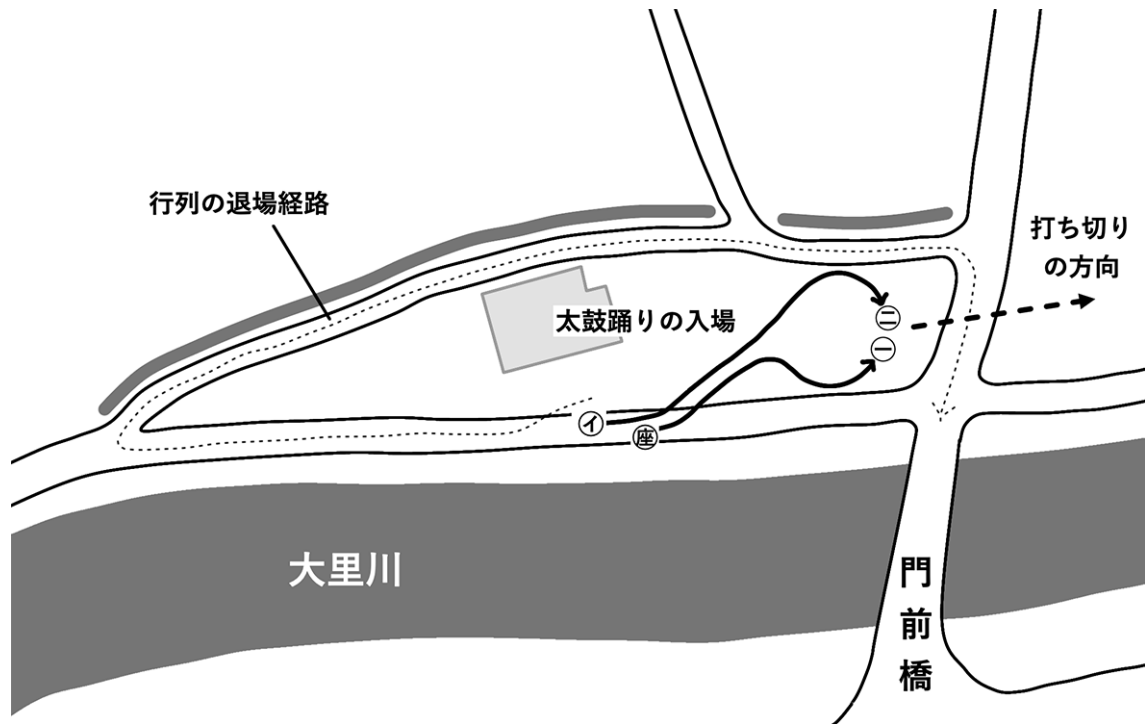 行列の退場経路
打ち切り
の方向
太鼓踊りの入場
㊁
㊀
イ
座
大里川
門前橋